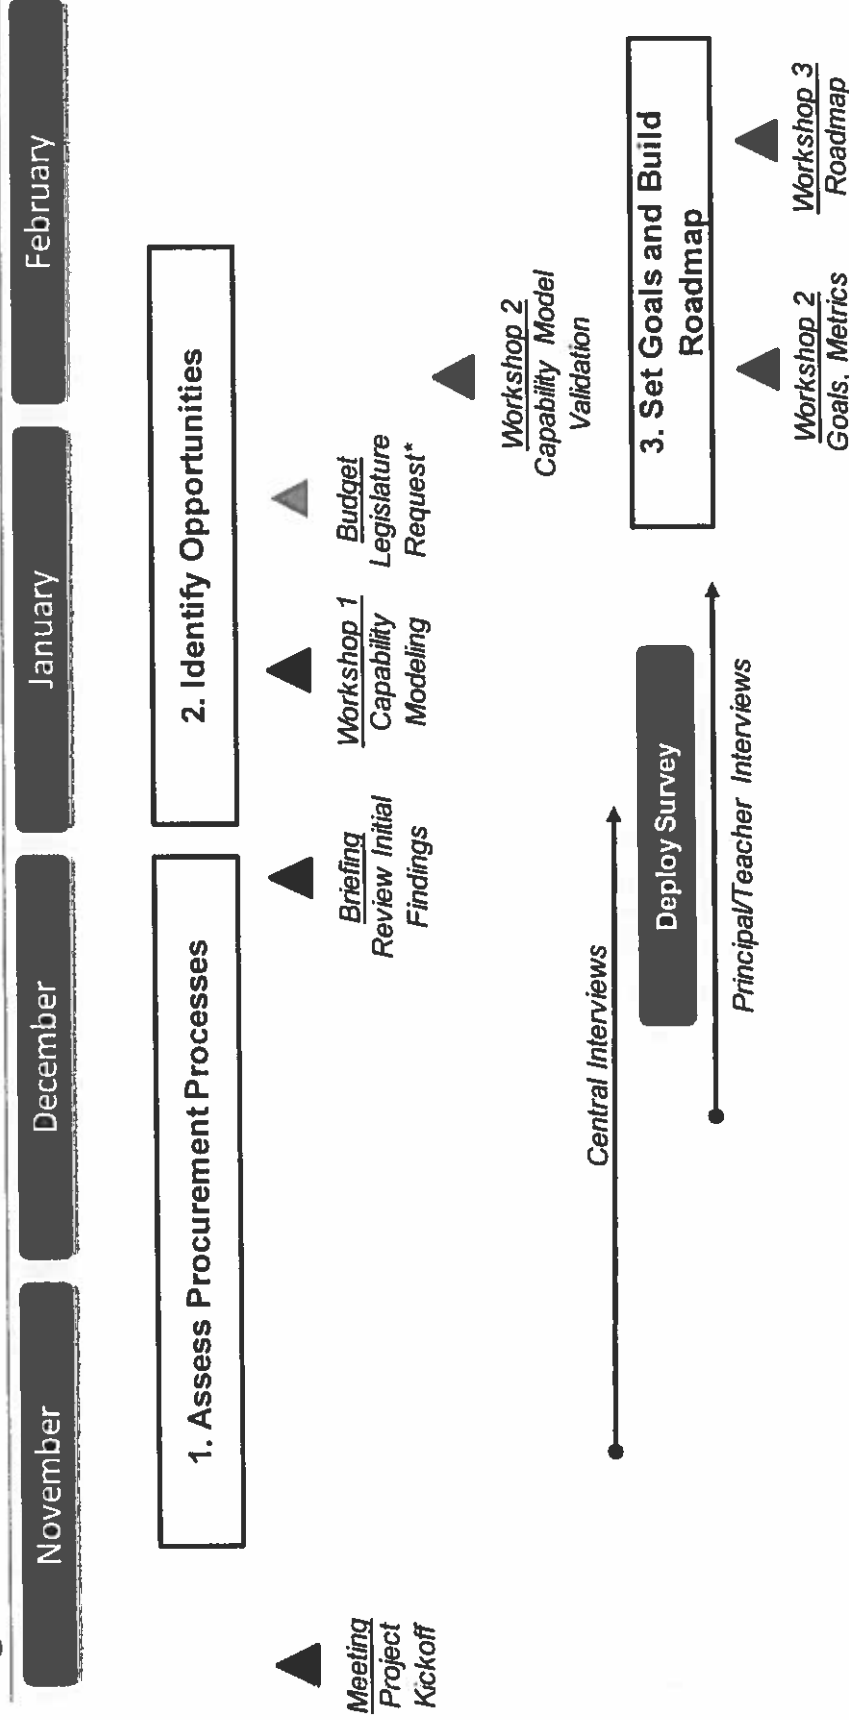 November
December
January
February
1. Assess Procurement Processes
2. Identify Opportunities
Meeting
Project
Kickoff
Briefing
Review Initial
Findings
Workshop 1
Capability
Modeling
Budget
Legislature
Request*
Workshop 2
Capability Model
Validation
Central Interviews
Deploy Survey
Principal/Teacher Interviews
3. Set Goals and Build
Roadmap
Workshop 2
Goals, Metrics
Workshop 3
Roadmap